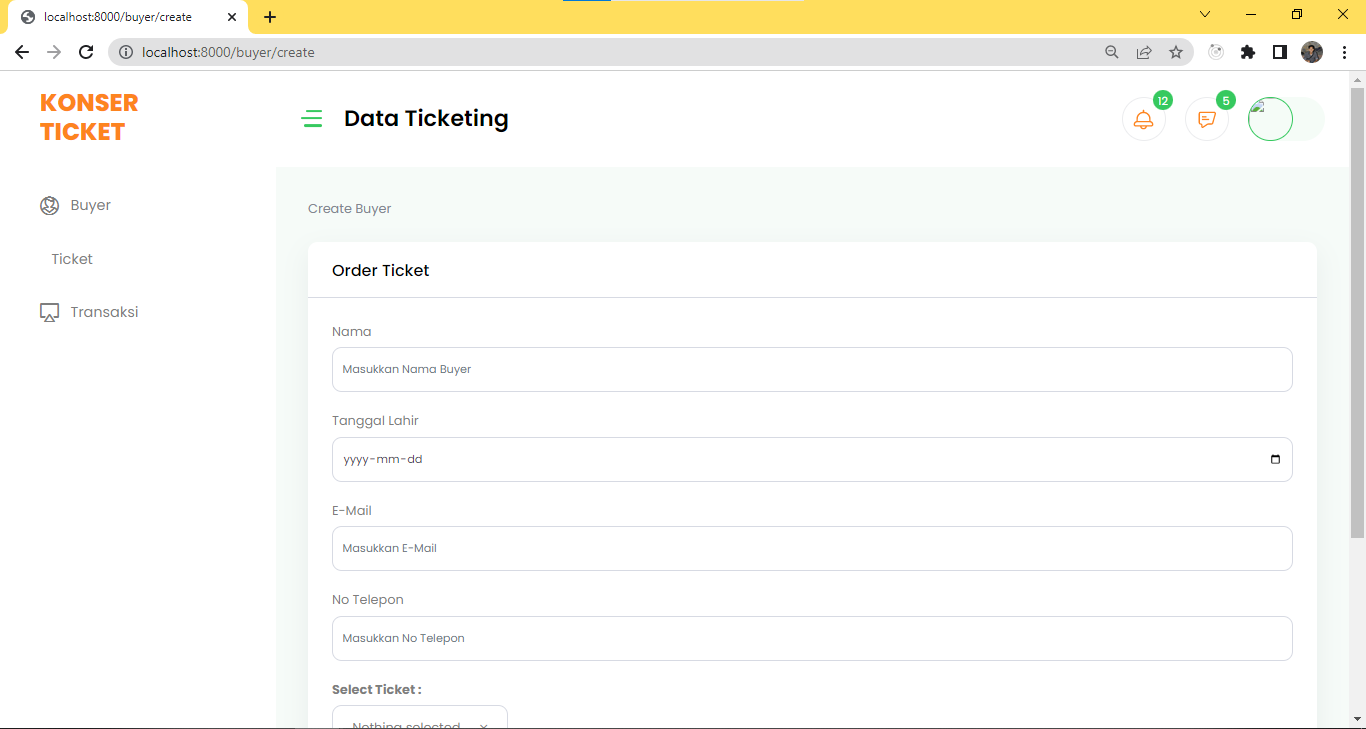 localhost:8000/buyer/create
localhost:8000/buyer/create
KONSER
TICKET
Data Ticketing
12
5
Buyer
Ticket
Transaksi
Create Buyer
Order Ticket
Nama
Masukkan Nama Buyer
Tanggal Lahir
yyyy-mm-dd
E-Mail
Masukkan E-Mail
No Telepon
Masukkan No Telepon
Select Ticket :
Nothing selected